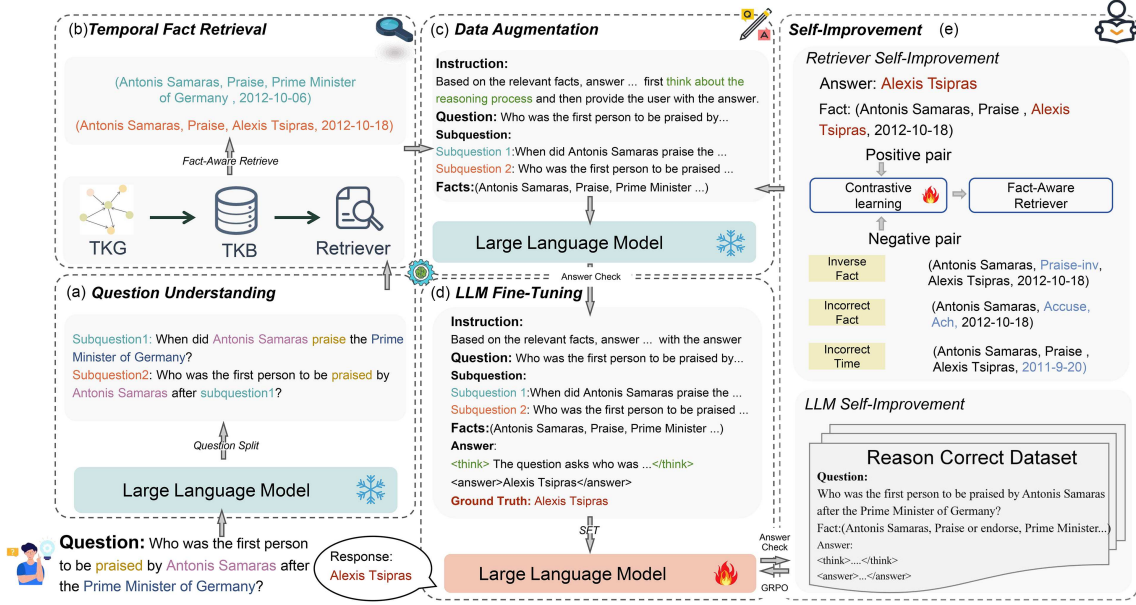 (b)Temporal Fact Retrieval
(Antonis Samaras, Praise, Prime Minister
of Germany , 2012-10-06)
(Antonis Samaras, Praise, Alexis Tsipras, 2012-10-18)
Fact-Aware Retrieve
TKG
TKB
Retriever
(a) Question Understanding
Subquestion1: When did Antonis Samaras praise the Prime
Minister of Germany?
Subquestion2: Who was the first person to be praised by
Antonis Samaras after subquestion1?
Question Split
Large Language Model
Question: Who was the first person
to be praised by Antonis Samaras after
the Prime Minister of Germany?
(c) Data Augmentation
Q
A
Instruction:
Based on the relevant facts, answer ... first think about the
reasoning process and then provide the user with the answer.
Question: Who was the first person to be praised by...
Subquestion:
Subquestion 1:When did Antonis Samaras praise the ...
Subquestion 2: Who was the first person to be praised ...
Facts:(Antonis Samaras, Praise, Prime Minister ...)
Large Language Model
Answer Check
(d) LLM Fine-Tuning
Instruction:
Based on the relevant facts, answer ... with the answer
Question: Who was the first person to be praised by...
Subquestion:
Subquestion 1:When did Antonis Samaras praise the ...
Subquestion 2: Who was the first person to be praised ...
Facts:(Antonis Samaras, Praise, Prime Minister ...)
Answer:
<think> The question asks who was ...</think>
<answer>Alexis Tsipras</answer>
Ground Truth: Alexis Tsipras
SFT
Large Language Model
Response:
Alexis Tsipras
Answer
Check
GRPO
Self-Improvement (e)
Retriever Self-Improvement
Answer: Alexis Tsipras
Fact: (Antonis Samaras, Praise , Alexis
Tsipras, 2012-10-18)
Positive pair
Contrastive
learning
Fact-Aware
Retriever
Negative pair
Inverse
Fact
(Antonis Samaras, Praise-inv,
Alexis Tsipras, 2012-10-18)
Incorrect
Fact
(Antonis Samaras, Accuse,
Ach, 2012-10-18)
Incorrect
Time
(Antonis Samaras, Praise ,
Alexis Tsipras, 2011-9-20)
LLM Self-Improvement
Reason Correct Dataset
Question:
Who was the first person to be praised by Antonis Samaras
after the Prime Minister of Germany?
Fact:(Antonis Samaras, Praise or endorse, Prime Minister...)
Answer:
<think>....</think>
<answer>...</answer>